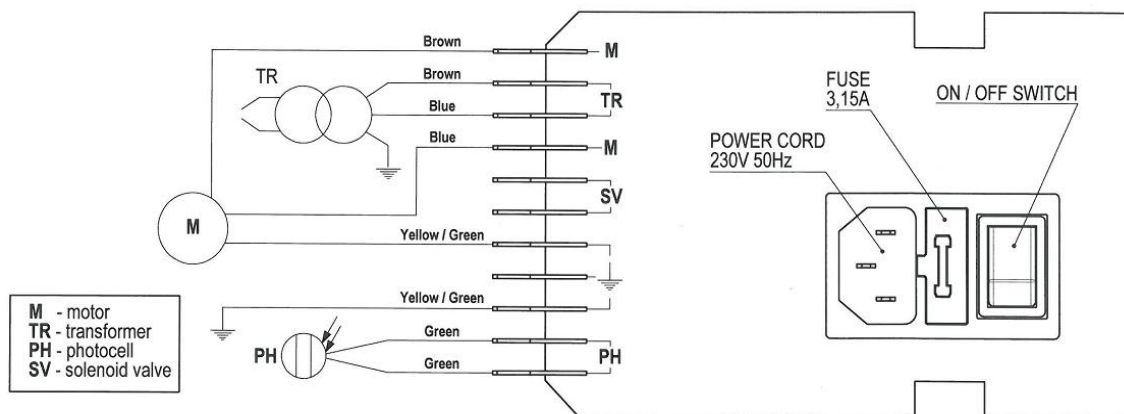 Brown
M
TR
Brown
TR
Blue
Blue
M
SV
M
Yellow / Green
Yellow / Green
Green
PH
PH
Green
M - motor
TR - transformer
PH - photocell
SV - solenoid valve
FUSE
3,15A
ON / OFF SWITCH
POWER CORD
230V 50Hz